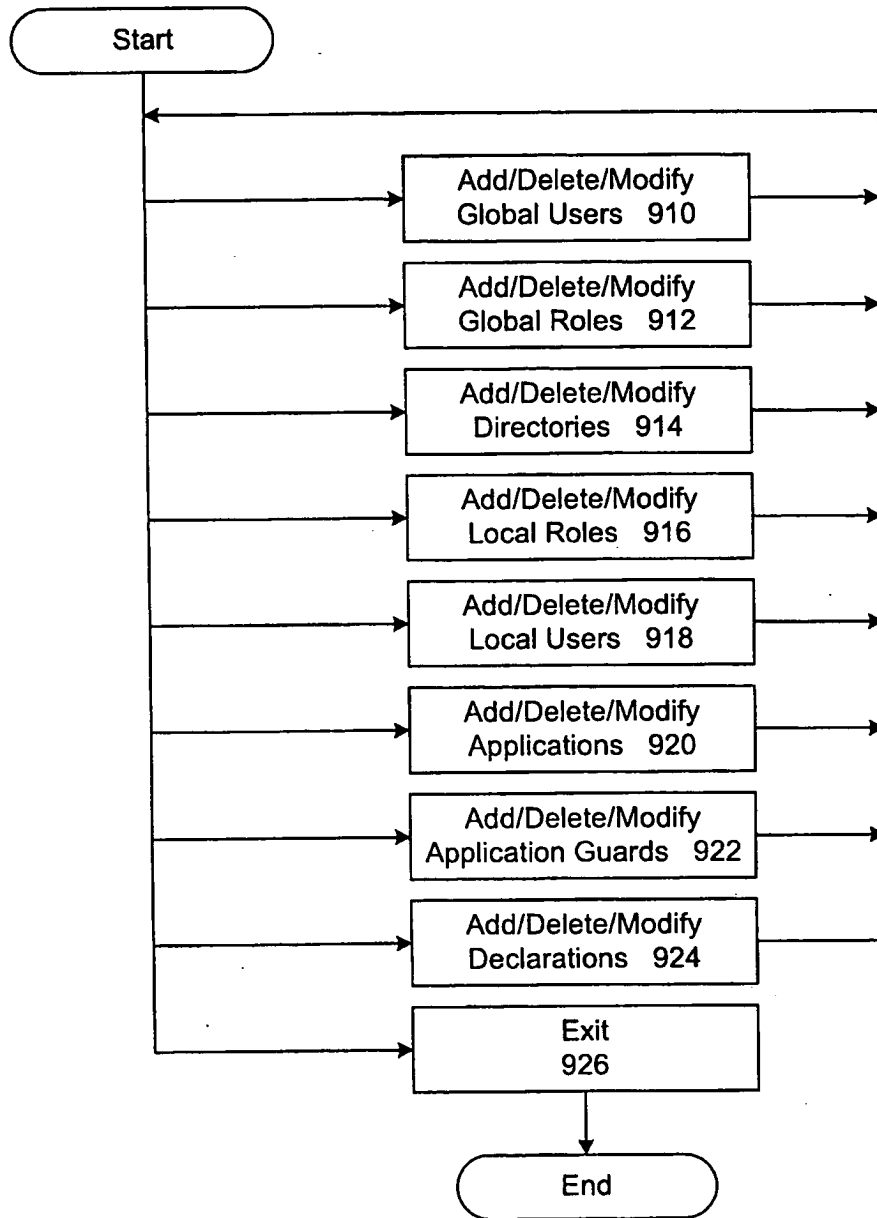 Start
Add/Delete/Modify
Global Users 910
Add/Delete/Modify
Global Roles 912
Add/Delete/Modify
Directories 914
Add/Delete/Modify
Local Roles 916
Add/Delete/Modify
Local Users 918
Add/Delete/Modify
Applications 920
Add/Delete/Modify
Application Guards 922
Add/Delete/Modify
Declarations 924
Exit
926
End